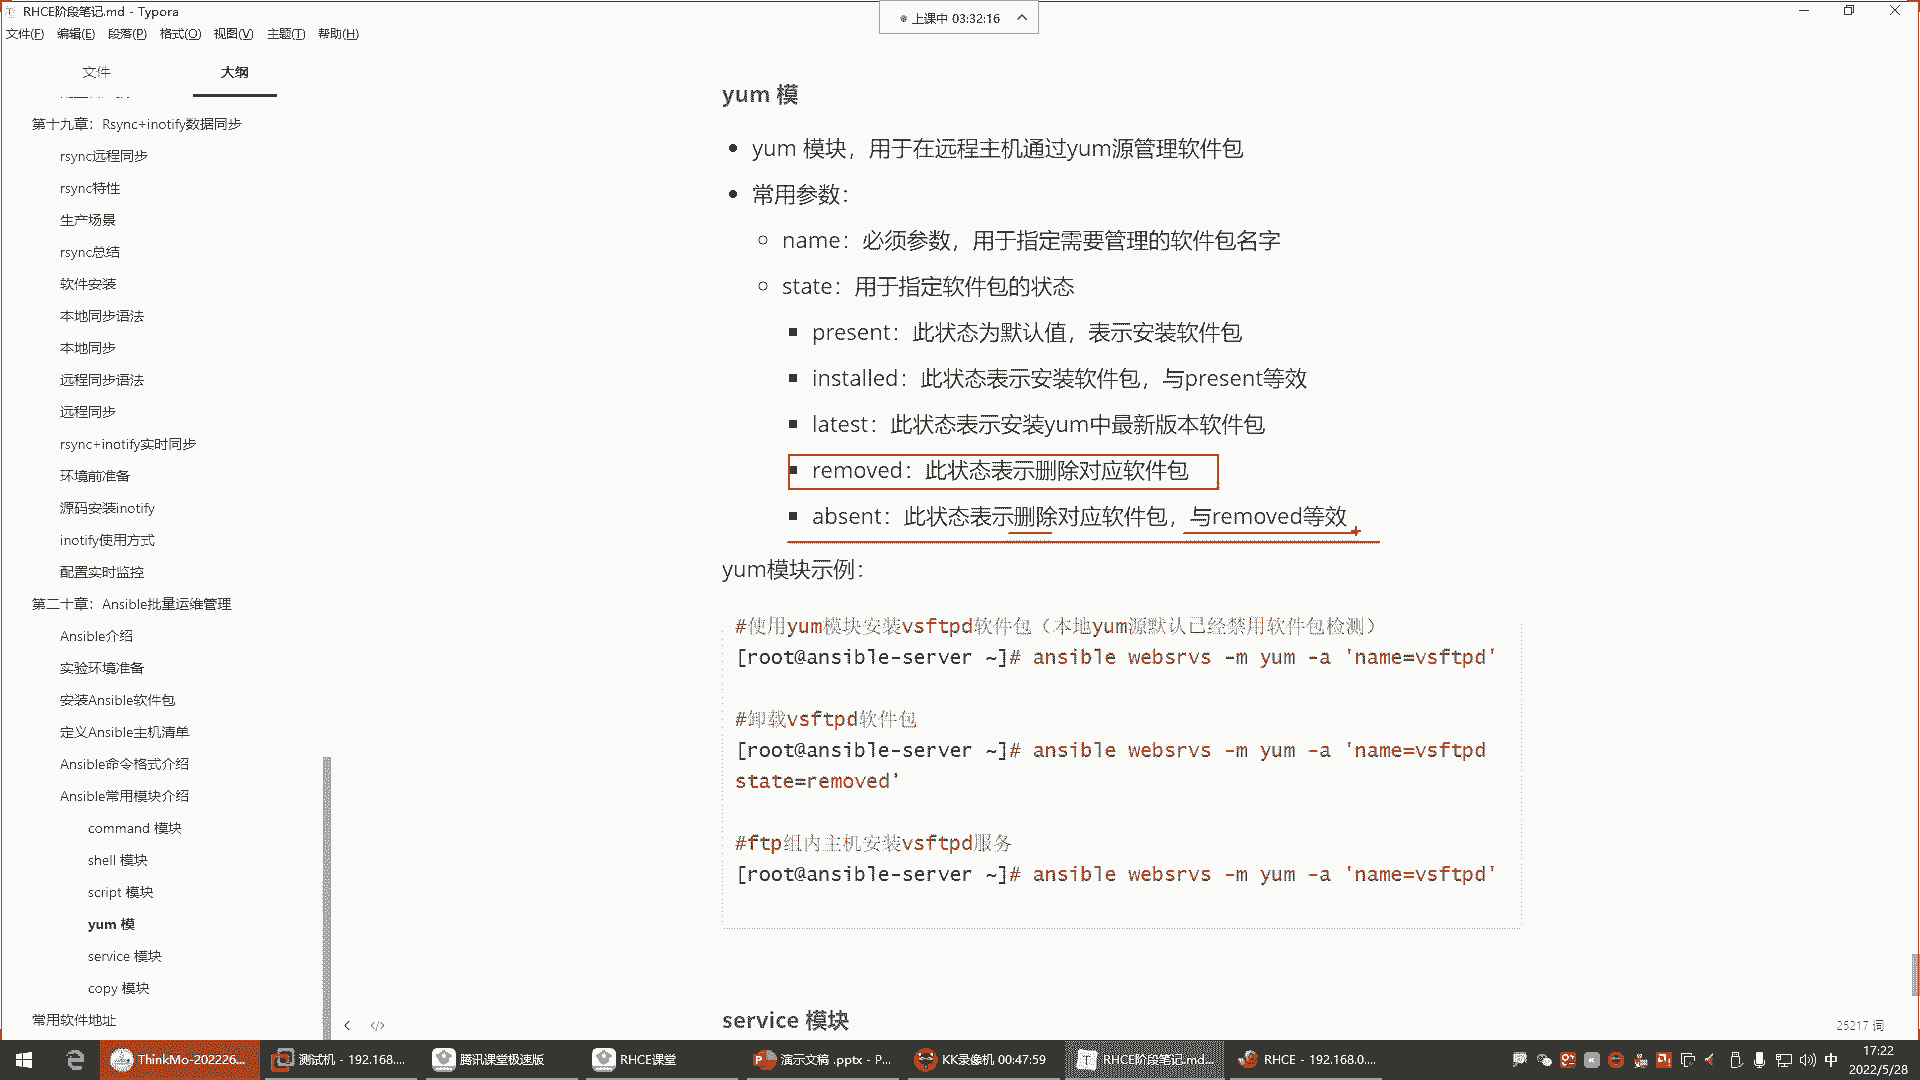 RHCE阶段笔记.md - Typora
上课中 03:32:16
文件(F) 编辑(E) 段落(P) 格式(O) 视图(V) 主题(T) 帮助(H)
文件 大纲
第十九章：Rsync+inotify数据同步
rsync远程同步
rsync特性
生产场景
rsync总结
软件安装
本地同步语法
本地同步
远程同步语法
远程同步
rsync+inotify实时同步
环境前准备
源码安装inotify
inotify使用方式
配置实时监控
第二十章：Ansible批量运维管理
Ansible介绍
实验环境准备
安装Ansible软件包
定义Ansible主机清单
Ansible命令格式介绍
Ansible常用模块介绍
command 模块
shell 模块
script 模块
yum 模
service 模块
copy 模块
常用软件地址
yum 模
yum 模块，用于在远程主机通过yum源管理软件包
常用参数：
name：必须参数，用于指定需要管理的软件包名字
state：用于指定软件包的状态
present：此状态为默认值，表示安装软件包
installed：此状态表示安装软件包，与present等效
latest：此状态表示安装yum中最新版本软件包
removed：此状态表示删除对应软件包
absent：此状态表示删除对应软件包，与removed等效
yum模块示例：
#使用yum模块安装vsftpd软件包（本地yum源默认已经禁用软件包检测）
[root@ansible-server ~]# ansible websrvs -m yum -a 'name=vsftpd'
#卸载vsftpd软件包
[root@ansible-server ~]# ansible websrvs -m yum -a 'name=vsftpd
state=removed'
#ftp组内主机安装vsftpd服务
[root@ansible-server ~]# ansible websrvs -m yum -a 'name=vsftpd'
service 模块
25217 词
ThinkMo-202226...
测试机 - 192.168....
腾讯课堂极速版
RHCE课堂
演示文稿 .pptx - P...
KK录像机 00:47:59
RHCE阶段笔记.md...
RHCE - 192.168.0....
中
17:22
2022/5/28